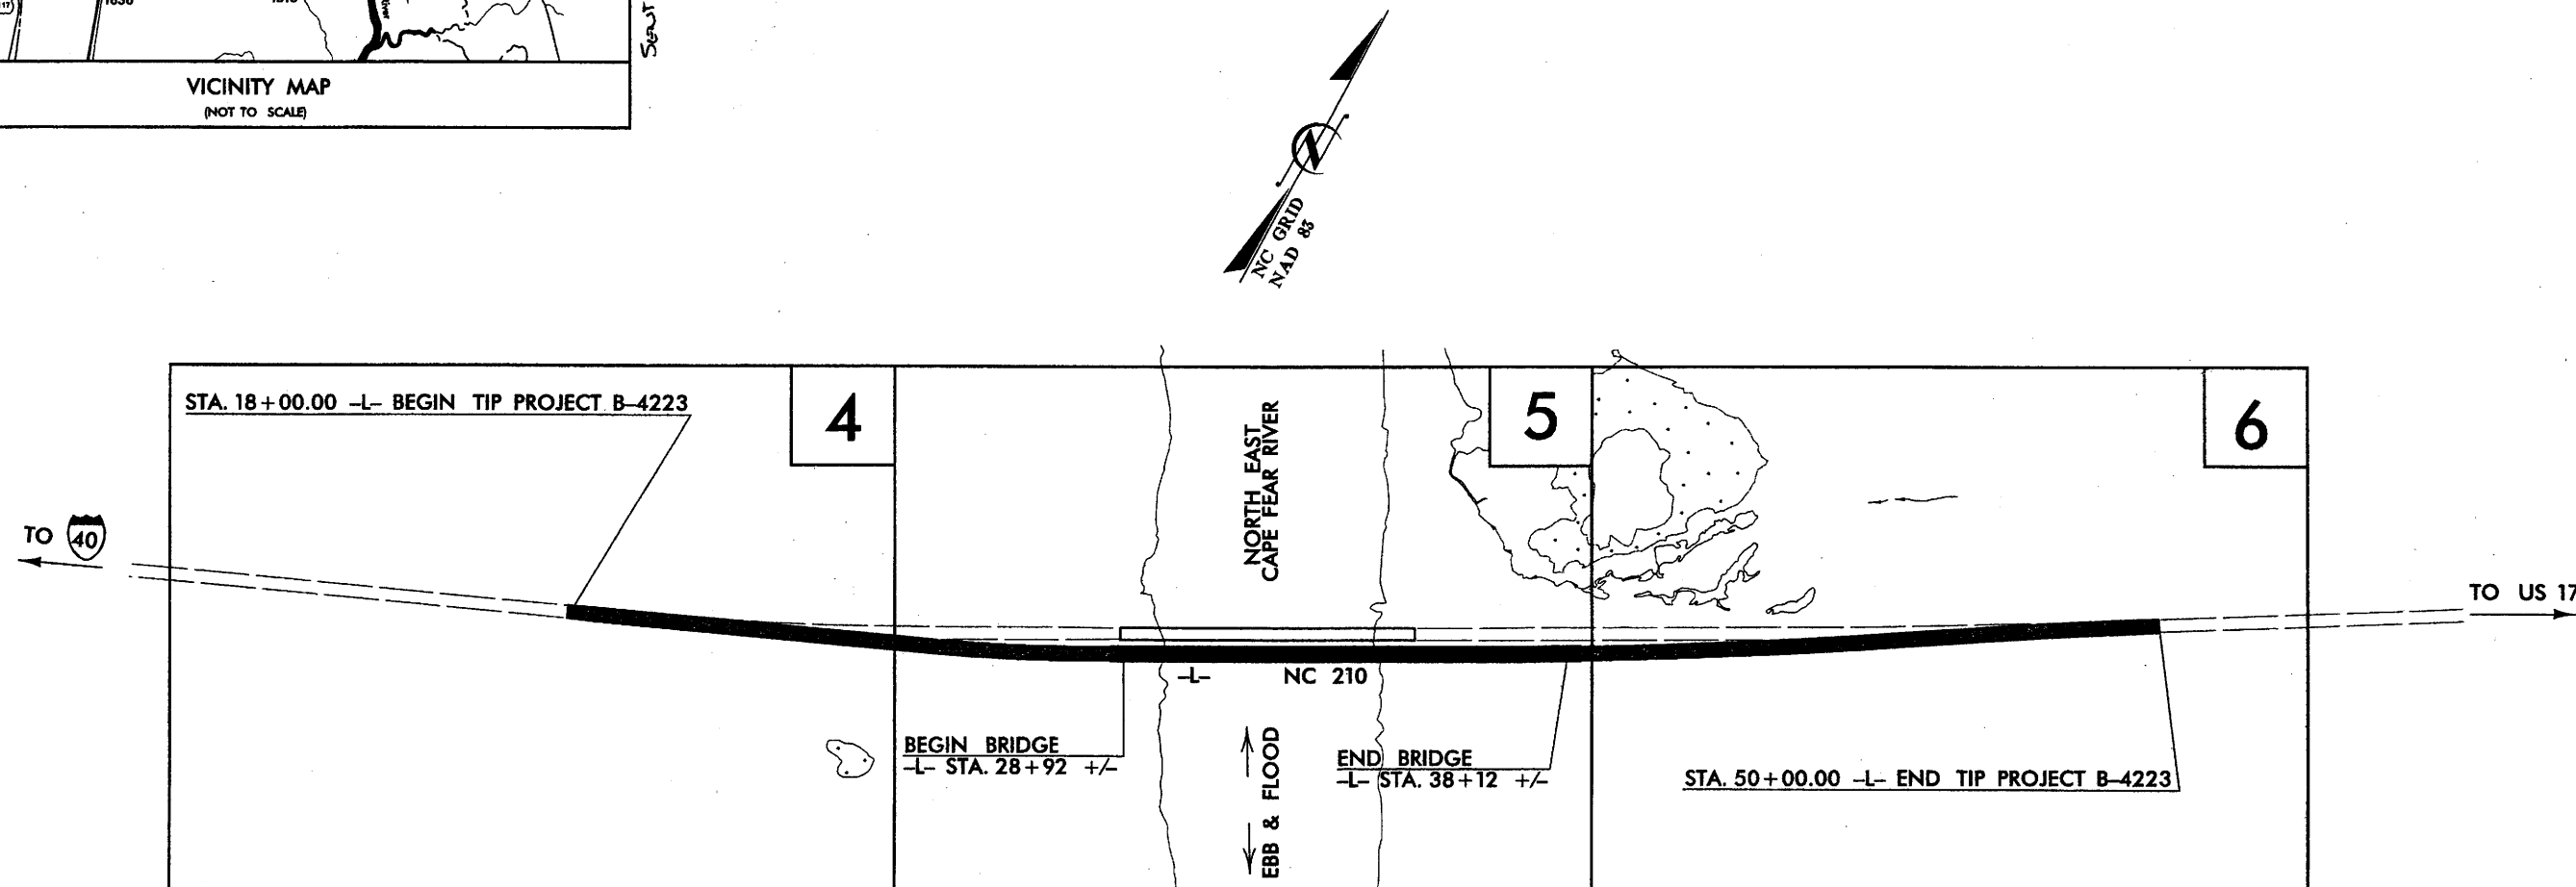 117
River
VICINITY MAP
(NOT TO SCALE)
N
NC GRID
NAD 83
STA. 18+00.00 -L- BEGIN TIP PROJECT B-4223
4
5
6
NORTH EAST
CAPE FEAR RIVER
TO 40
TO US 17
-L- NC 210
BEGIN BRIDGE
-L- STA. 28+92 +/-
EBB & FLOOD
END BRIDGE
-L- STA. 38+12 +/-
STA. 50+00.00 -L- END TIP PROJECT B-4223